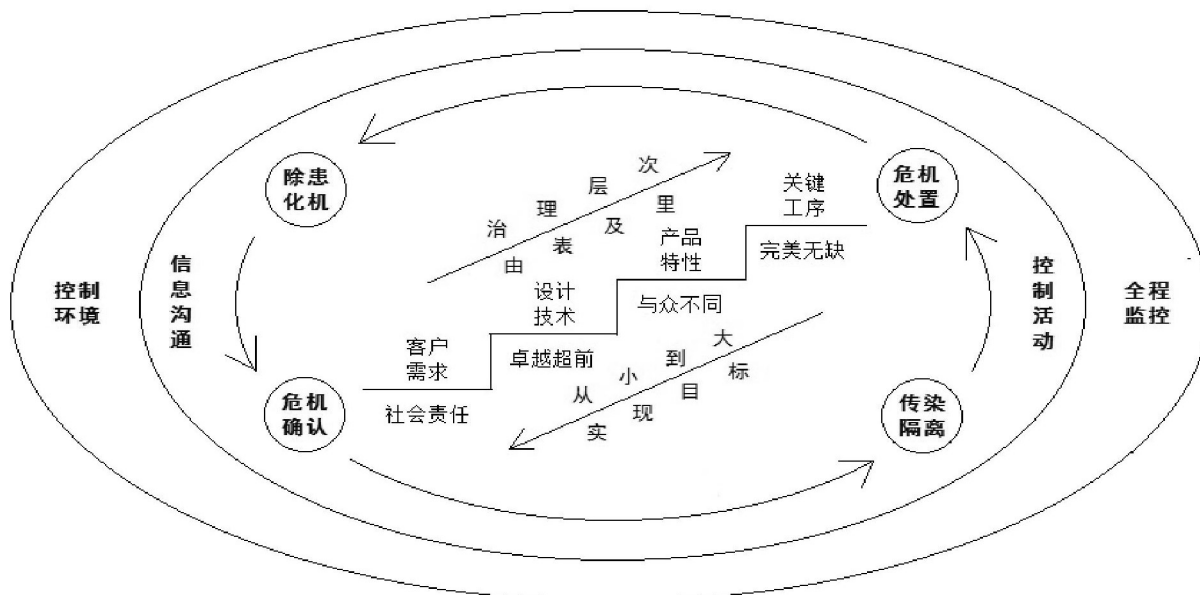 除患
化机
危机
处置
治理层次
由表及里
关键
工序
产品
特性
完美无缺
控制
环境
信息沟通
设计
技术
与众不同
控制活动
全程
监控
客户
需求
卓越超前
从小到大
实现目标
社会责任
危机
确认
传染
隔离